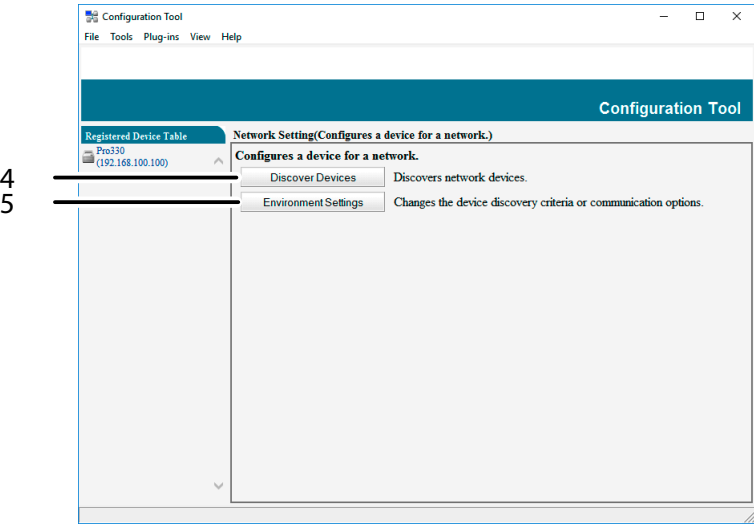 Configuration Tool
File Tools Plug-ins View Help
Configuration Tool
Registered Device Table
Network Setting(Configures a device for a network.)
Pro330
(192.168.100.100)
Configures a device for a network.
4
Discover Devices Discovers network devices.
5
Environment Settings Changes the device discovery criteria or communication options.